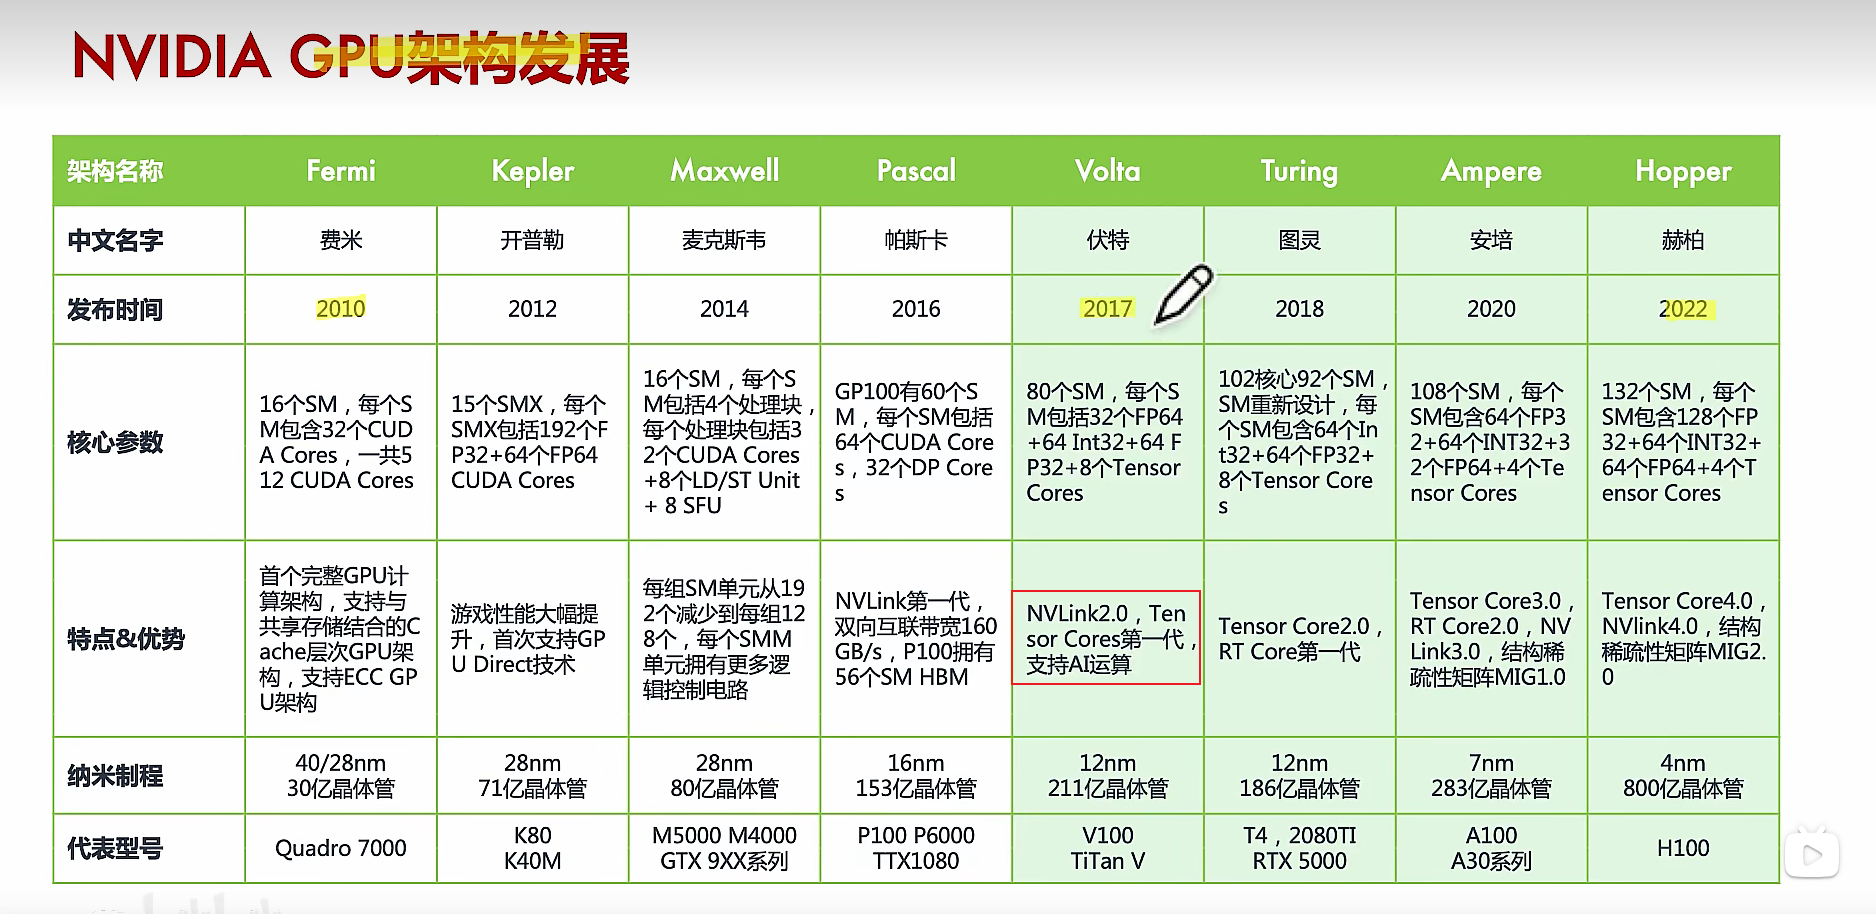 NVIDIA GPU架构发展
架构名称 Fermi Kepler Maxwell Pascal Volta Turing Ampere Hopper
中文名字 费米 开普勒 麦克斯韦 帕斯卡 伏特 图灵 安培 赫柏
发布时间 2010 2012 2014 2016 2017 2018 2020 2022
核心参数
16个SM，每个S
M包含32个CUD
A Cores，一共5
12 CUDA Cores
15个SMX，每个
SMX包括192个F
P32+64个FP64
CUDA Cores
16个SM，每个S
M包括4个处理块，
每个处理块包括3
2个CUDA Cores
+8个LD/ST Unit
+ 8 SFU
GP100有60个S
M，每个SM包括
64个CUDA Core
s，32个DP Core
s
80个SM，每个S
M包括32个FP64
+64 Int32+64 F
P32+8个Tensor
Cores
102核心92个SM，
SM重新设计，每
个SM包含64个In
t32+64个FP32+
8个Tensor Core
s
108个SM，每个
SM包含64个FP3
2+64个INT32+3
2个FP64+4个Te
nsor Cores
132个SM，每个
SM包含128个FP
32+64个INT32+
64个FP64+4个T
ensor Cores
特点&优势
首个完整GPU计
算架构，支持与
共享存储结合的C
ache层次GPU架
构，支持ECC GP
U架构
游戏性能大幅提
升，首次支持GP
U Direct技术
每组SM单元从19
2个减少到每组12
8个，每个SMM
单元拥有更多逻
辑控制电路
NVLink第一代，
双向互联带宽160
GB/s，P100拥有
56个SM HBM
NVLink2.0，Ten
sor Cores第一代，
支持AI运算
Tensor Core2.0，
RT Core第一代
Tensor Core3.0，
RT Core2.0，NV
Link3.0，结构稀
疏性矩阵MIG1.0
Tensor Core4.0，
NVlink4.0，结构
稀疏性矩阵MIG2.
0
纳米制程
40/28nm
30亿晶体管
28nm
71亿晶体管
28nm
80亿晶体管
16nm
153亿晶体管
12nm
211亿晶体管
12nm
186亿晶体管
7nm
283亿晶体管
4nm
800亿晶体管
代表型号
Quadro 7000
K80
K40M
M5000 M4000
GTX 9XX系列
P100 P6000
TTX1080
V100
TiTan V
T4，2080TI
RTX 5000
A100
A30系列
H100